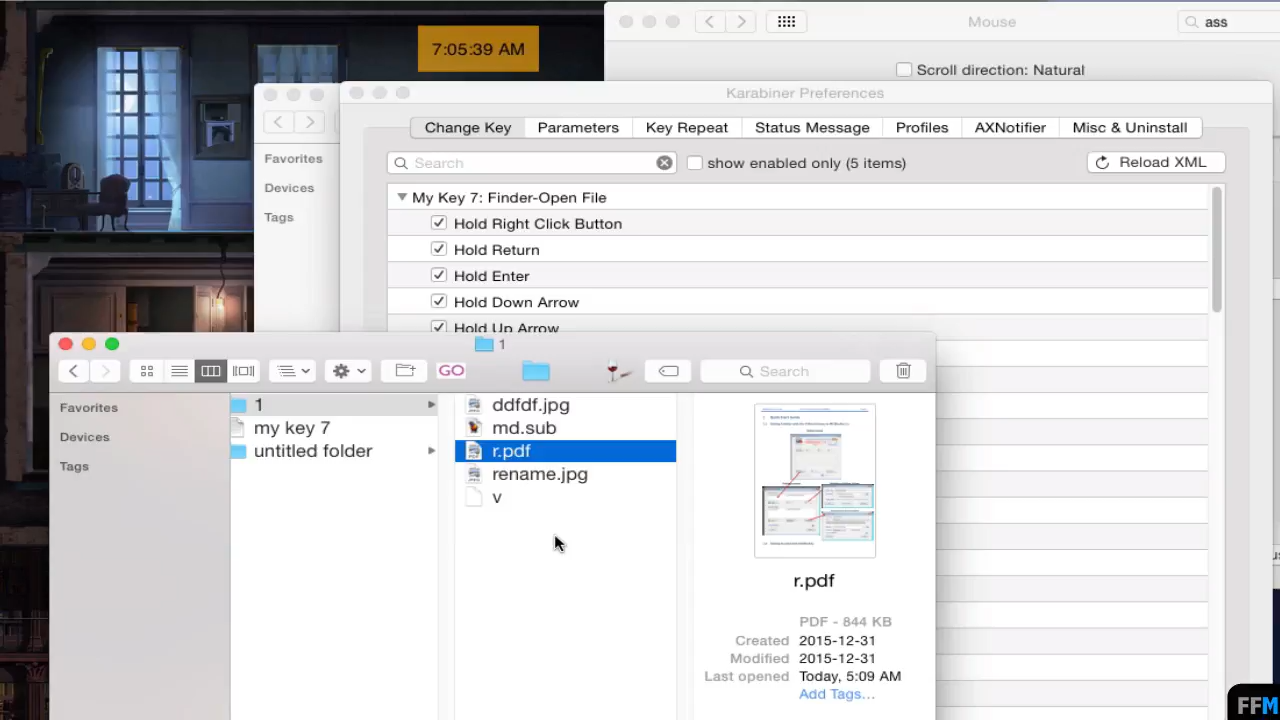 7:05:39 AM
Mouse
ass
Scroll direction: Natural
Karabiner Preferences
Change Key
Parameters
Key Repeat
Status Message
Profiles
AXNotifier
Misc & Uninstall
Search
show enabled only (5 items)
Reload XML
Favorites
Devices
Tags
My Key 7: Finder-Open File
Hold Right Click Button
Hold Return
Hold Enter
Hold Down Arrow
Hold Up Arrow
1
GO
Search
Favorites
Devices
Tags
1
my key 7
untitled folder
ddfdf.jpg
md.sub
r.pdf
rename.jpg
v
r.pdf
PDF - 844 KB
Created 2015-12-31
Modified 2015-12-31
Last opened Today, 5:09 AM
Add Tags…
FFM